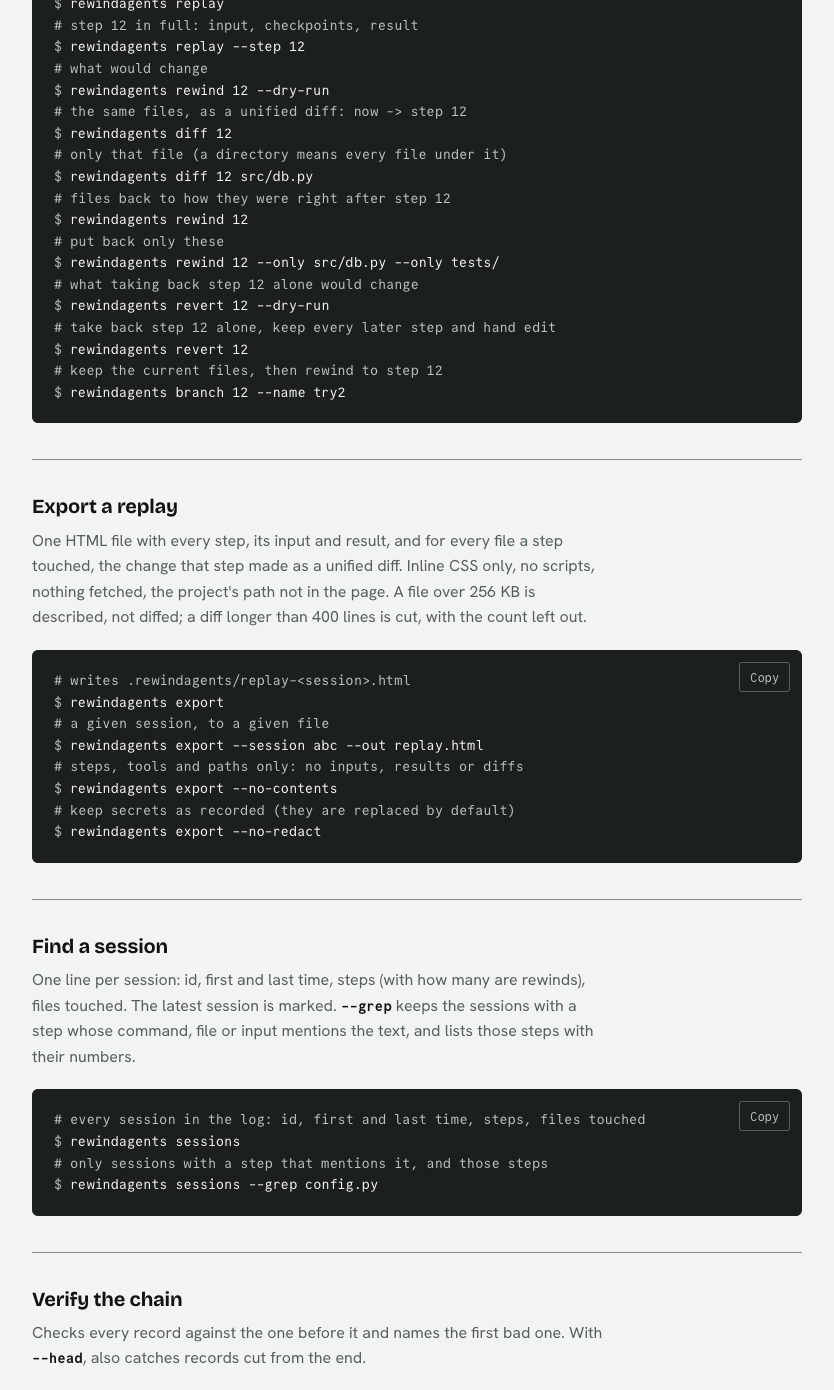 $ rewindagents replay
# step 12 in full: input, checkpoints, result
$ rewindagents replay --step 12
# what would change
$ rewindagents rewind 12 --dry-run
# the same files, as a unified diff: now -> step 12
$ rewindagents diff 12
# only that file (a directory means every file under it)
$ rewindagents diff 12 src/db.py
# files back to how they were right after step 12
$ rewindagents rewind 12
# put back only these
$ rewindagents rewind 12 --only src/db.py --only tests/
# what taking back step 12 alone would change
$ rewindagents revert 12 --dry-run
# take back step 12 alone, keep every later step and hand edit
$ rewindagents revert 12
# keep the current files, then rewind to step 12
$ rewindagents branch 12 --name try2
Export a replay
One HTML file with every step, its input and result, and for every file a step
touched, the change that step made as a unified diff. Inline CSS only, no scripts,
nothing fetched, the project's path not in the page. A file over 256 KB is
described, not diffed; a diff longer than 400 lines is cut, with the count left out.
Copy
# writes .rewindagents/replay-<session>.html
$ rewindagents export
# a given session, to a given file
$ rewindagents export --session abc --out replay.html
# steps, tools and paths only: no inputs, results or diffs
$ rewindagents export --no-contents
# keep secrets as recorded (they are replaced by default)
$ rewindagents export --no-redact
Find a session
One line per session: id, first and last time, steps (with how many are rewinds),
files touched. The latest session is marked. --grep keeps the sessions with a
step whose command, file or input mentions the text, and lists those steps with
their numbers.
Copy
# every session in the log: id, first and last time, steps, files touched
$ rewindagents sessions
# only sessions with a step that mentions it, and those steps
$ rewindagents sessions --grep config.py
Verify the chain
Checks every record against the one before it and names the first bad one. With
--head, also catches records cut from the end.